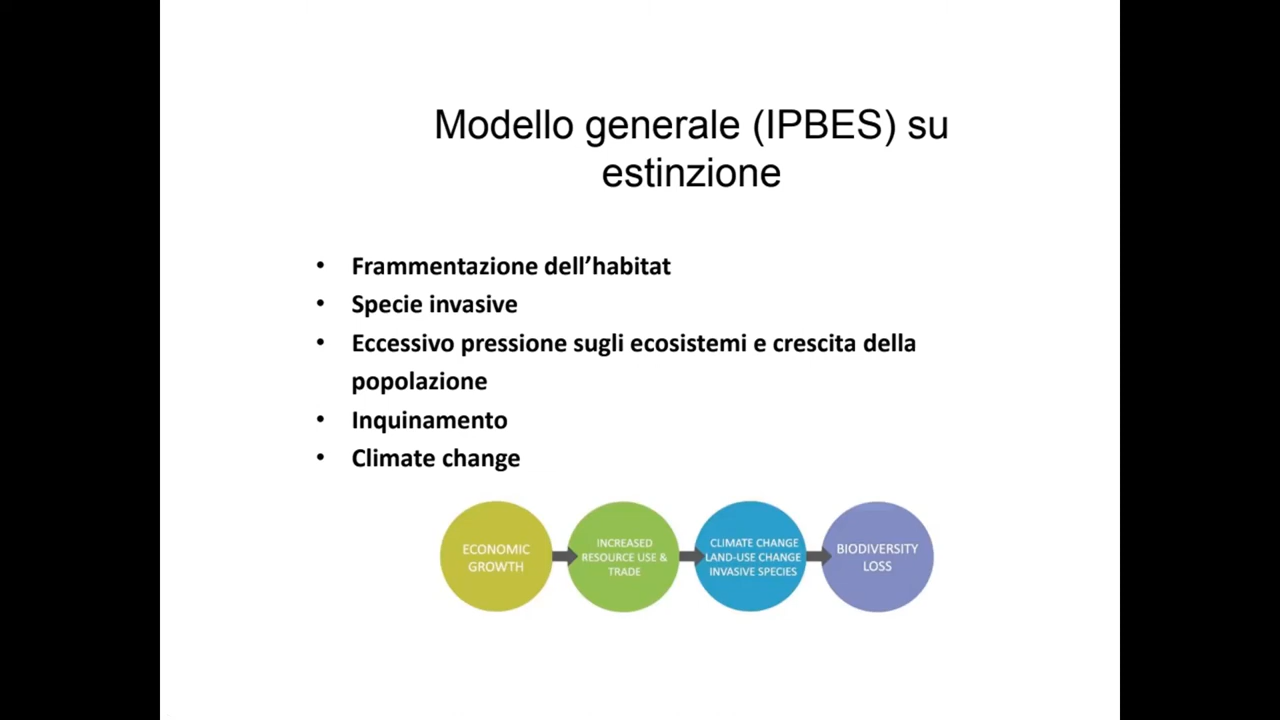 Modello generale (IPBES) su
estinzione
• Frammentazione dell’habitat
• Specie invasive
• Eccessivo pressione sugli ecosistemi e crescita della
popolazione
• Inquinamento
• Climate change
ECONOMIC
GROWTH
INCREASED
RESOURCE USE &
TRADE
CLIMATE CHANGE
LAND-USE CHANGE
INVASIVE SPECIES
BIODIVERSITY
LOSS